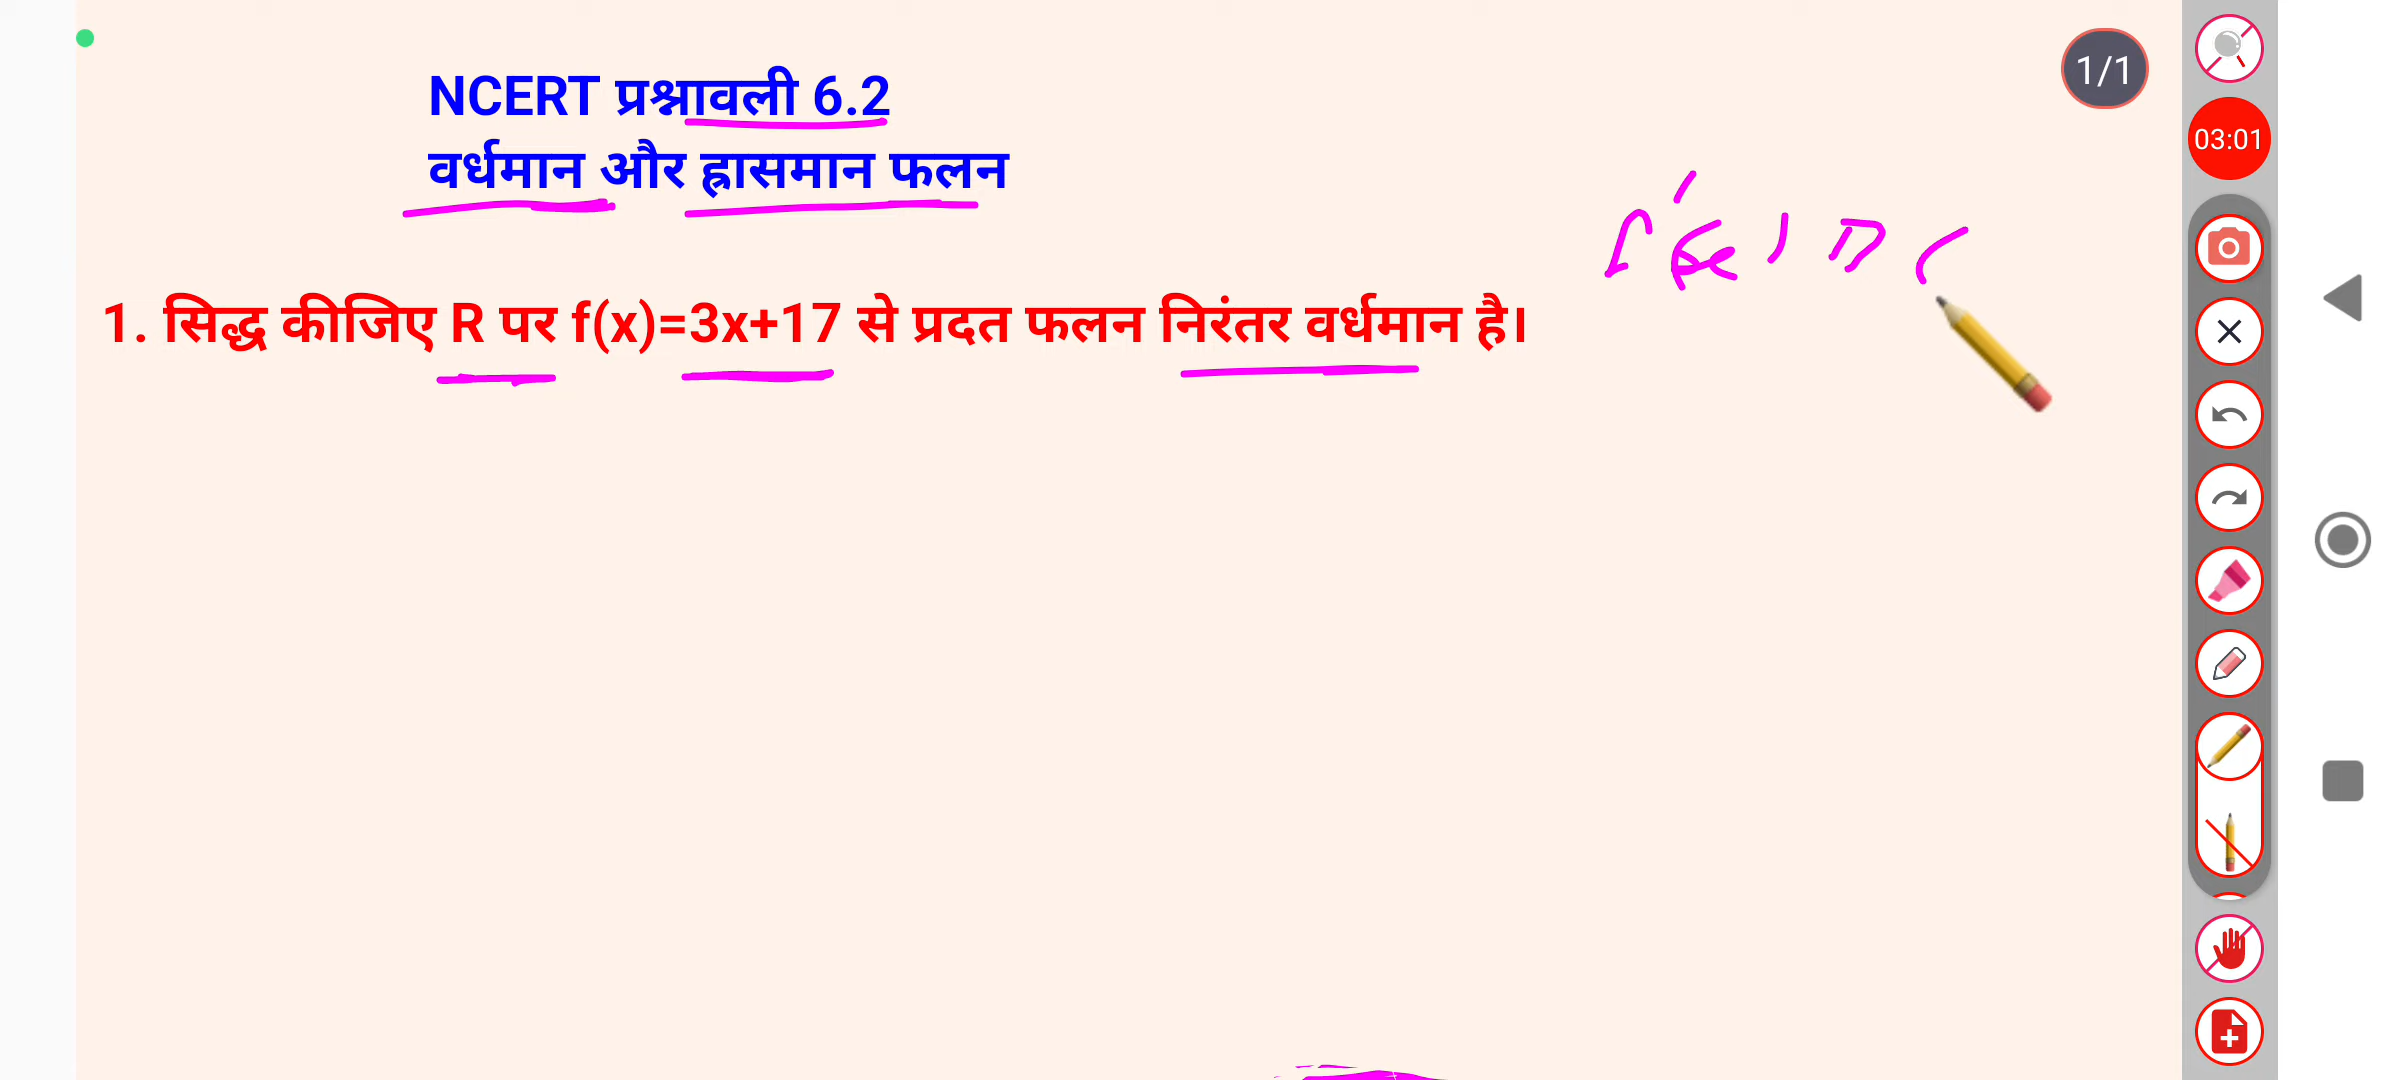 NCERT प्रश्नावली 6.2
वर्धमान और ह्रासमान फलन
1/1
03:01
f'(x) > 0
1. सिद्ध कीजिए R पर f(x)=3x+17 से प्रदत फलन निरंतर वर्धमान है।